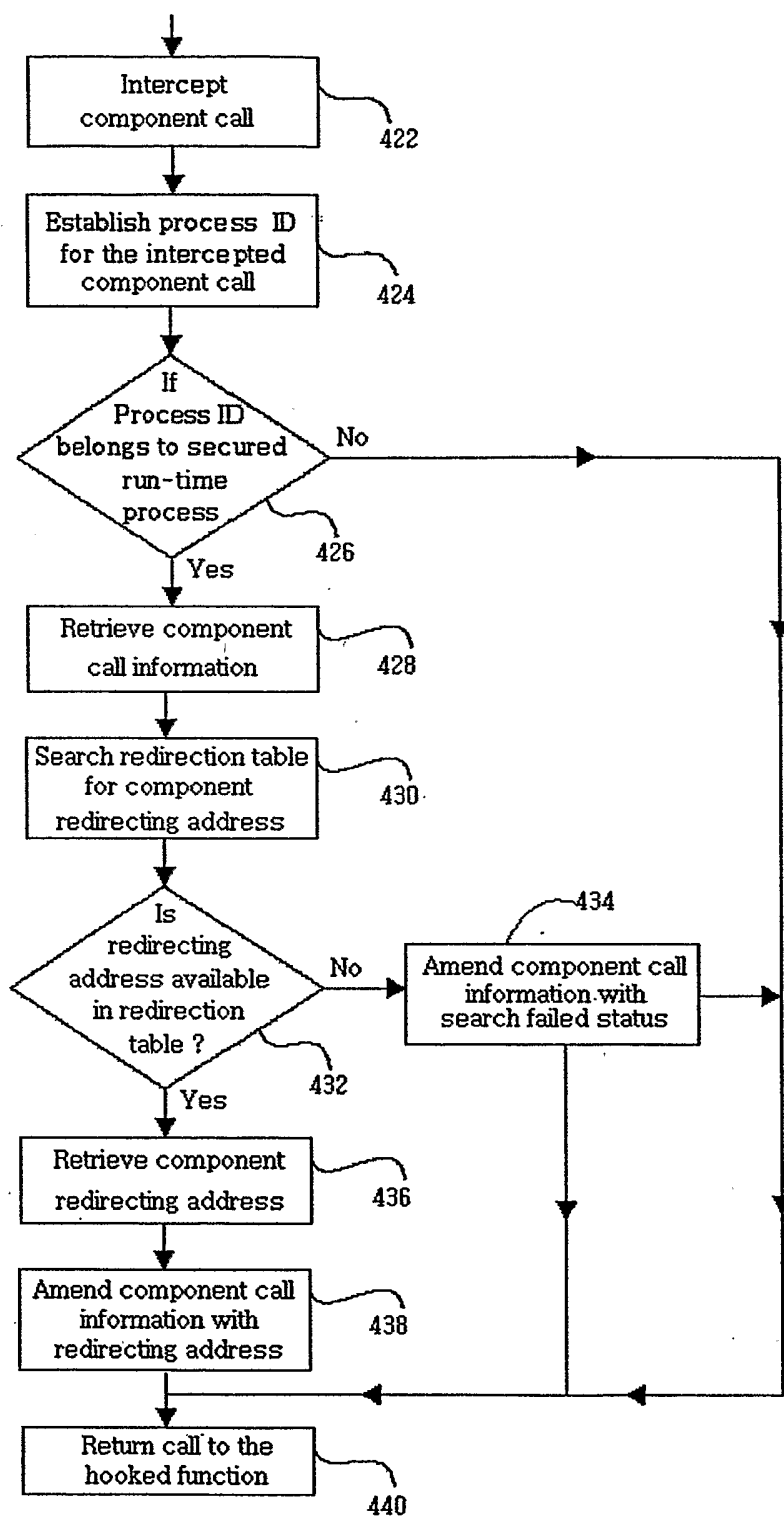 Intercept
component call
422
Establish process ID
for the intercepted
component call
424
If
Process ID
belongs to secured
run-time
process
No
426
Yes
Retrieve component
call information
428
Search redirection table
for component
redirecting address
430
Is
redirecting
address available
in redirection
table ?
No
432
Yes
434
Amend component call
information with
search failed status
Retrieve component
redirecting address
436
Amend component call
information with
redirecting address
438
Return call to the
hooked function
440